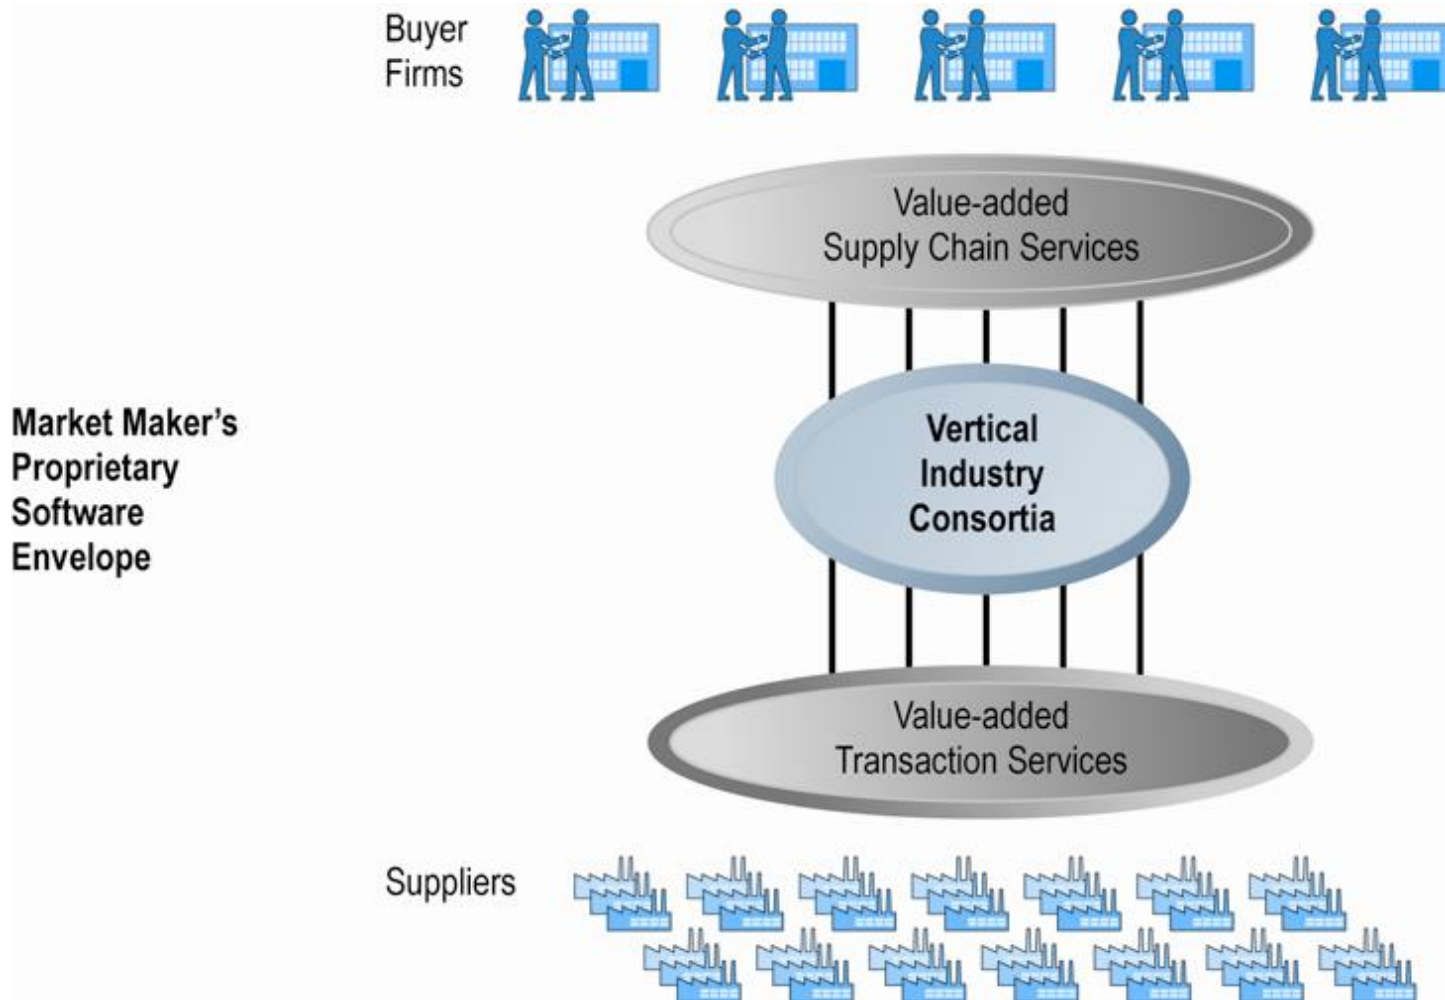 Buyer
Firms
Value-added
Supply Chain Services
Market Maker’s
Proprietary
Software
Envelope
Vertical
Industry
Consortia
Value-added
Transaction Services
Suppliers